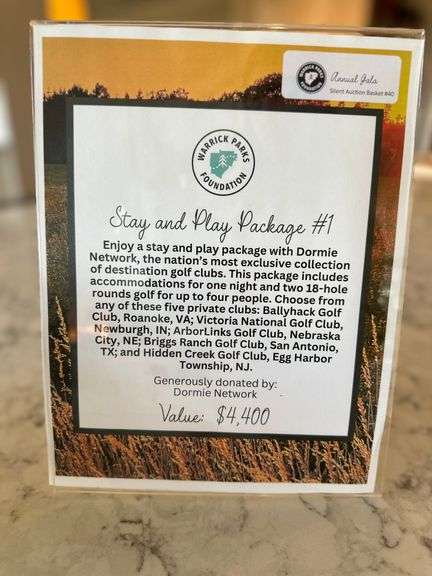 WARRICK PARKS
FOUNDATION
Annual Gala
Silent Auction Basket #40
WARRICK PARKS
FOUNDATION
Stay and Play Package #1
Enjoy a stay and play package with Dormie
Network, the nation's most exclusive collection
of destination golf clubs. This package includes
accommodations for one night and two 18-hole
rounds golf for up to four people. Choose from
any of these five private clubs: Ballyhack Golf
Club, Roanoke, VA; Victoria National Golf Club,
Newburgh, IN; ArborLinks Golf Club, Nebraska
City, NE; Briggs Ranch Golf Club, San Antonio,
TX; and Hidden Creek Golf Club, Egg Harbor
Township, NJ.
Generously donated by:
Dormie Network
Value: $4,400